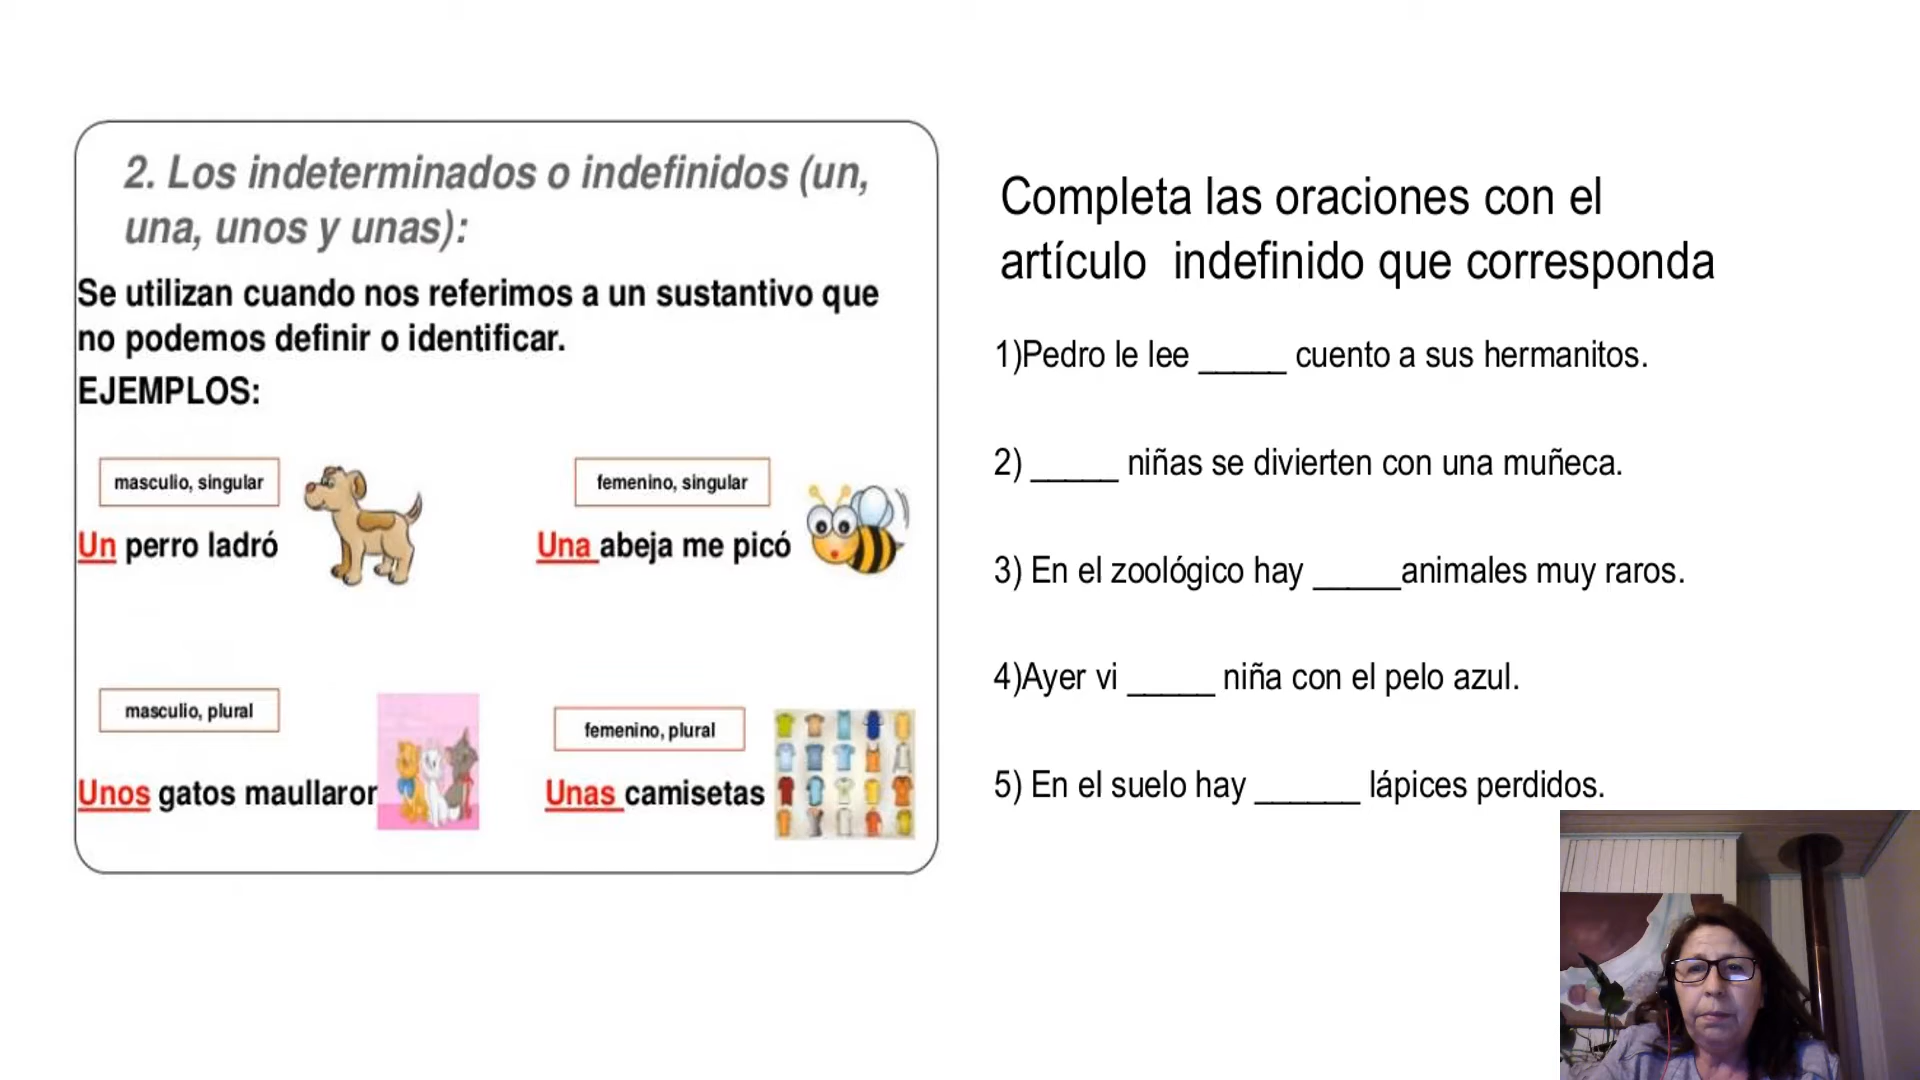 2. Los indeterminados o indefinidos (un,
una, unos y unas):
Se utilizan cuando nos referimos a un sustantivo que
no podemos definir o identificar.
EJEMPLOS:
masculio, singular
Un perro ladró
femenino, singular
Una abeja me picó
masculio, plural
Unos gatos maullaron
femenino, plural
Unas camisetas
Completa las oraciones con el
artículo  indefinido que corresponda
1)Pedro le lee _____ cuento a sus hermanitos.
2) _____ niñas se divierten con una muñeca.
3) En el zoológico hay _____animales muy raros.
4)Ayer vi _____ niña con el pelo azul.
5) En el suelo hay ______ lápices perdidos.